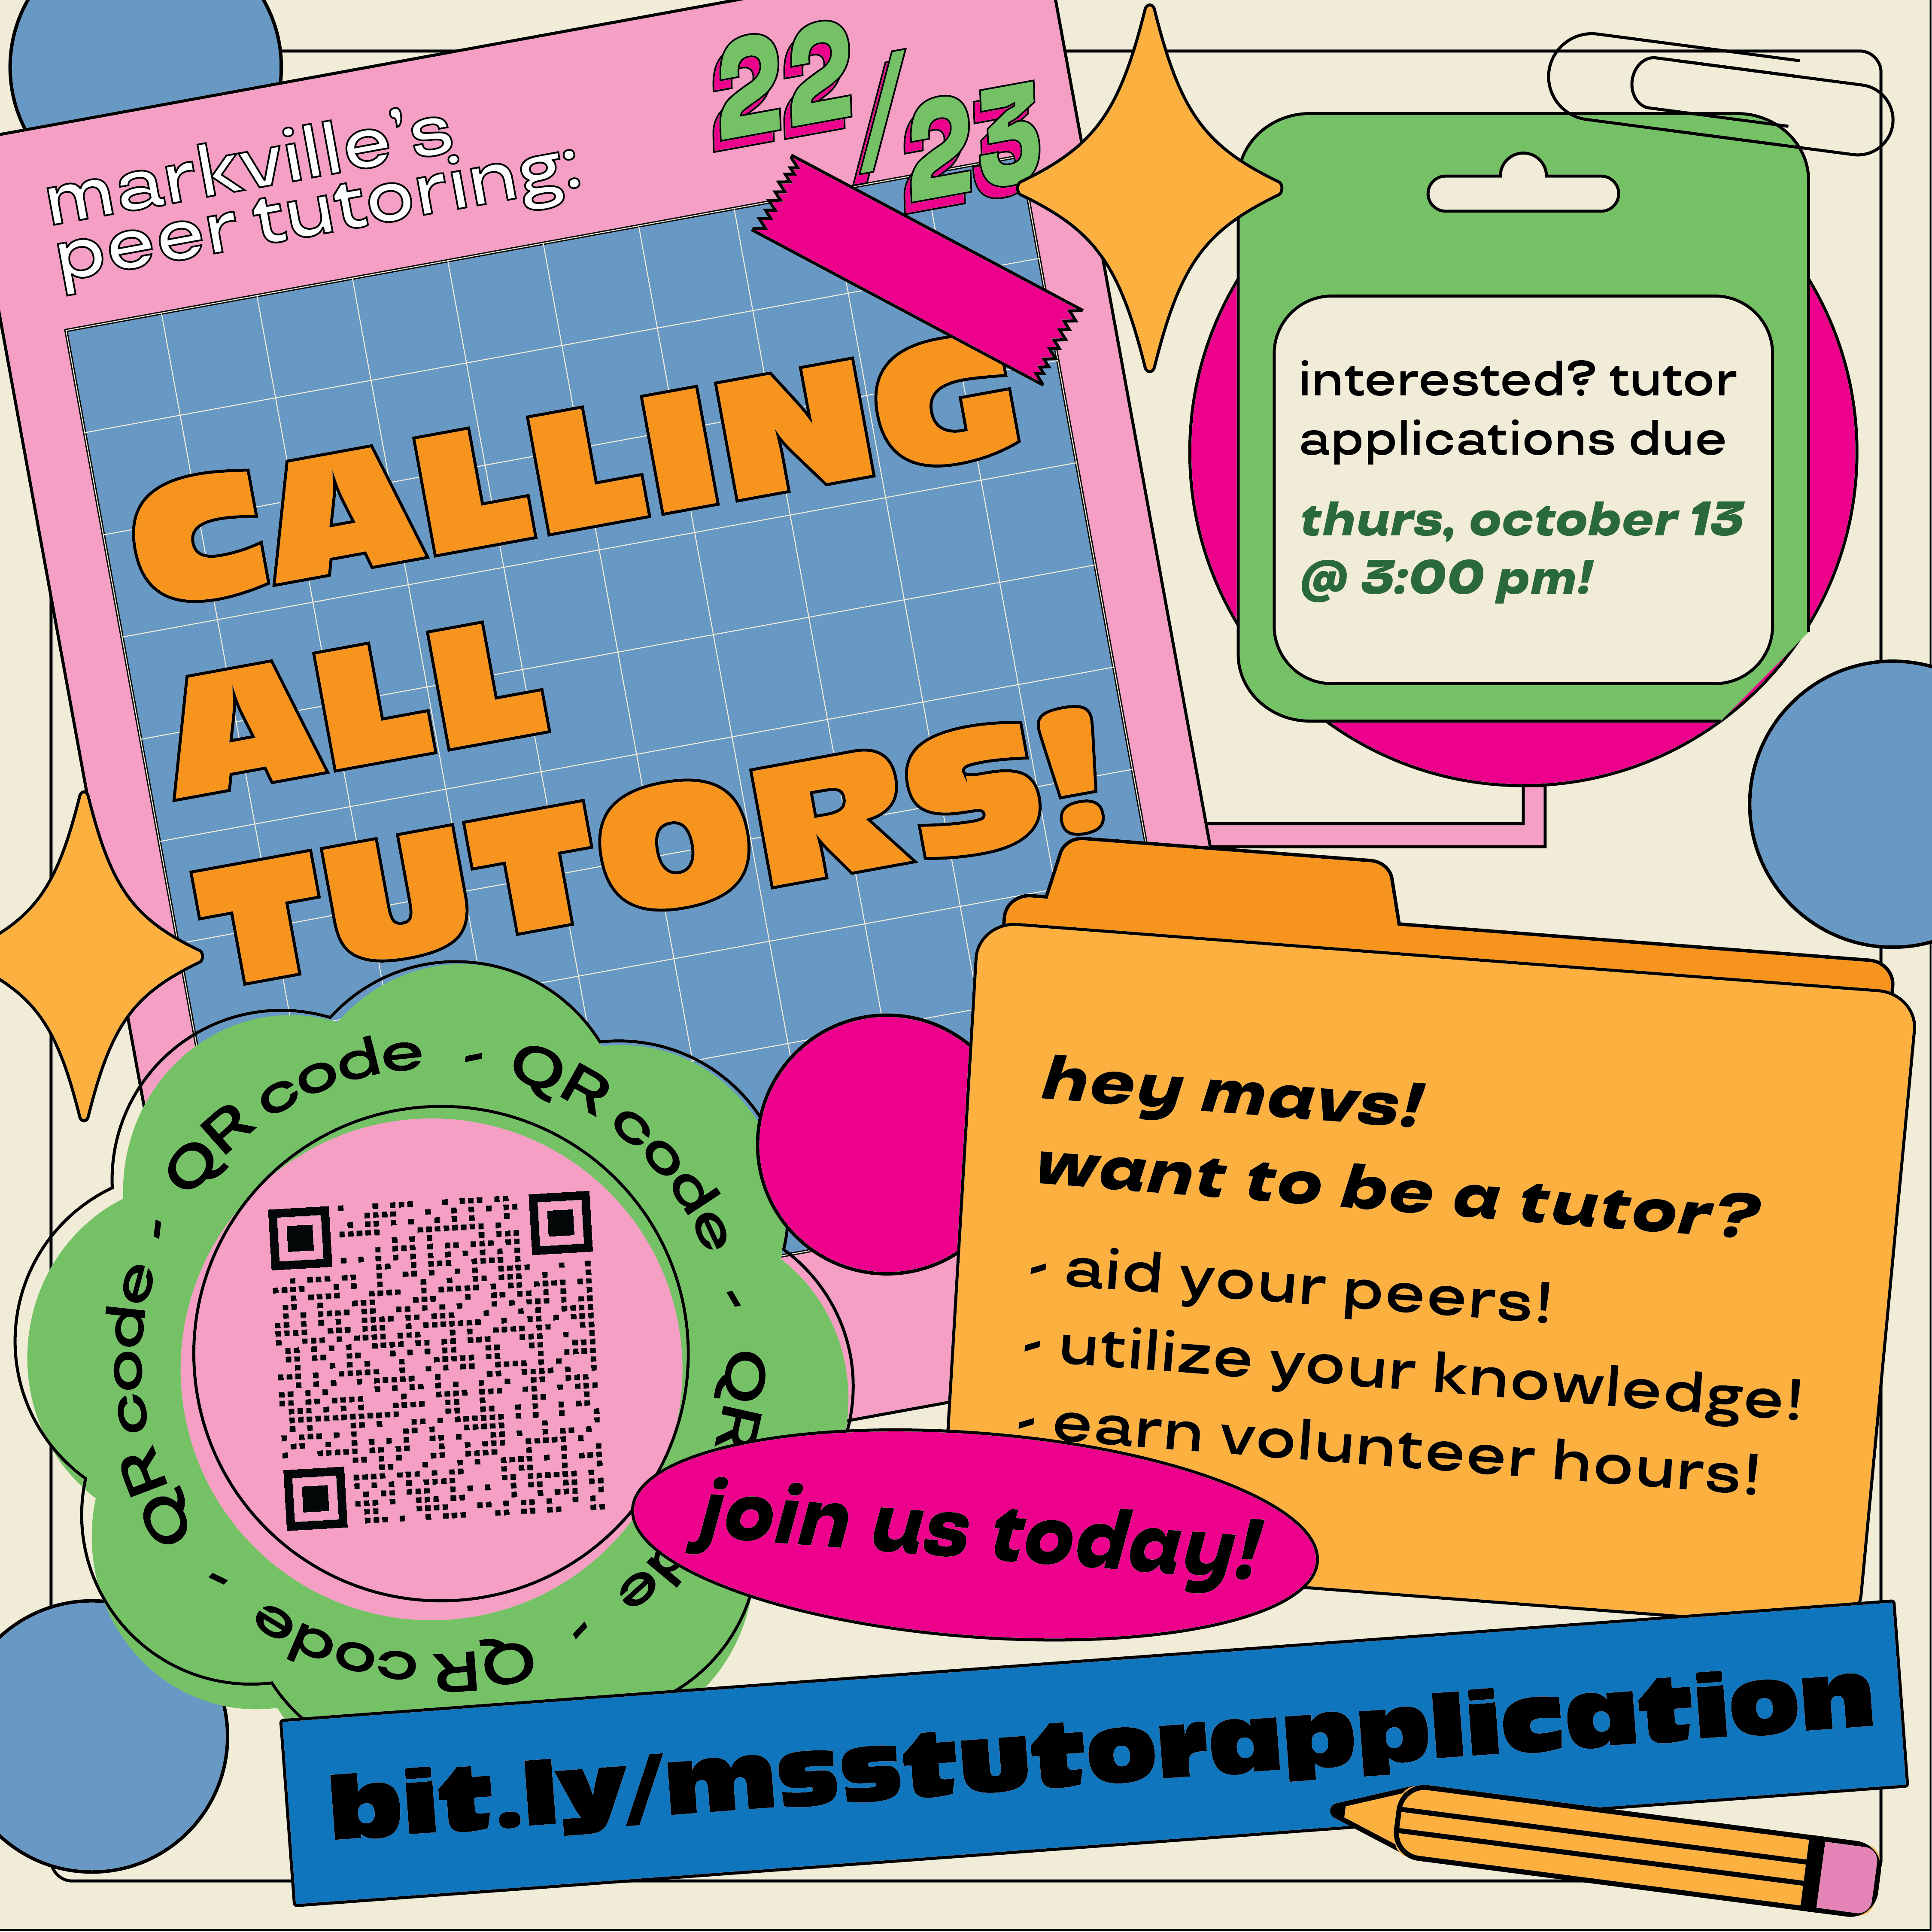 markville's
peer tutoring:
22/23
CALLING
ALL
TUTORS!
interested? tutor
applications due
thurs, october 13
@ 3:00 pm!
hey mavs!
want to be a tutor?
- aid your peers!
- utilize your knowledge!
- earn volunteer hours!
QR code - QR code - QR code - QR code - QR code -
join us today!
bit.ly/msstutorapplication